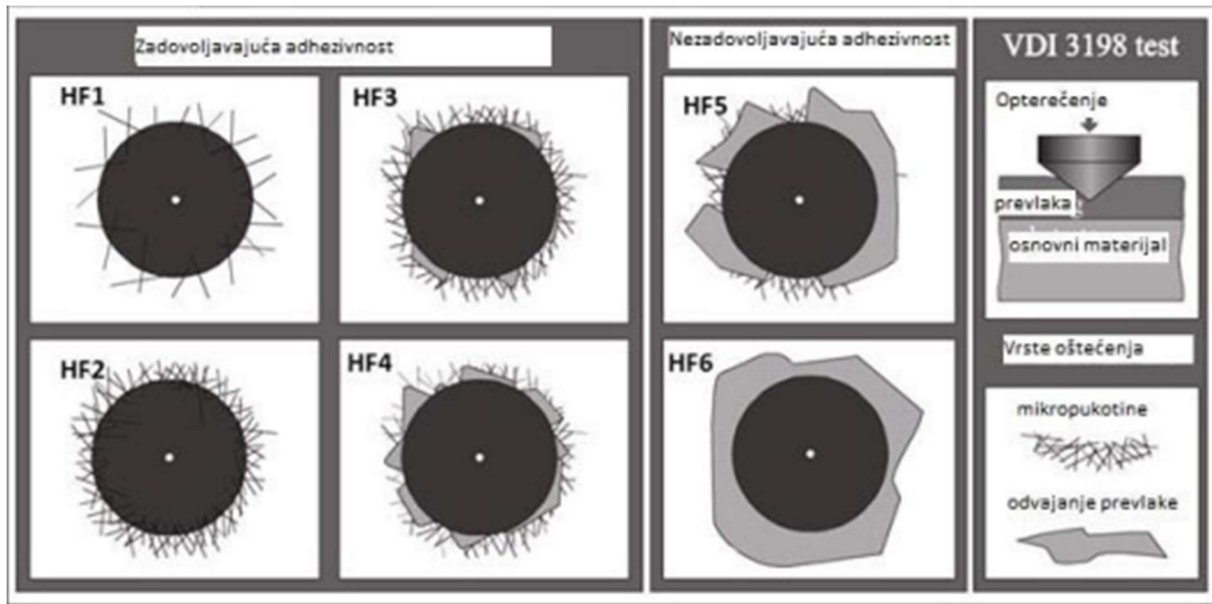 Zadovoljavajuća adhezivnost
HF1
HF3
HF2
HF4
Nezadovoljavajuća adhezivnost
HF5
HF6
VDI 3198 test
Opterečenje
prevlaka
osnovni materijal
Vrste oštećenja
mikropukotine
odvajanje prevlake